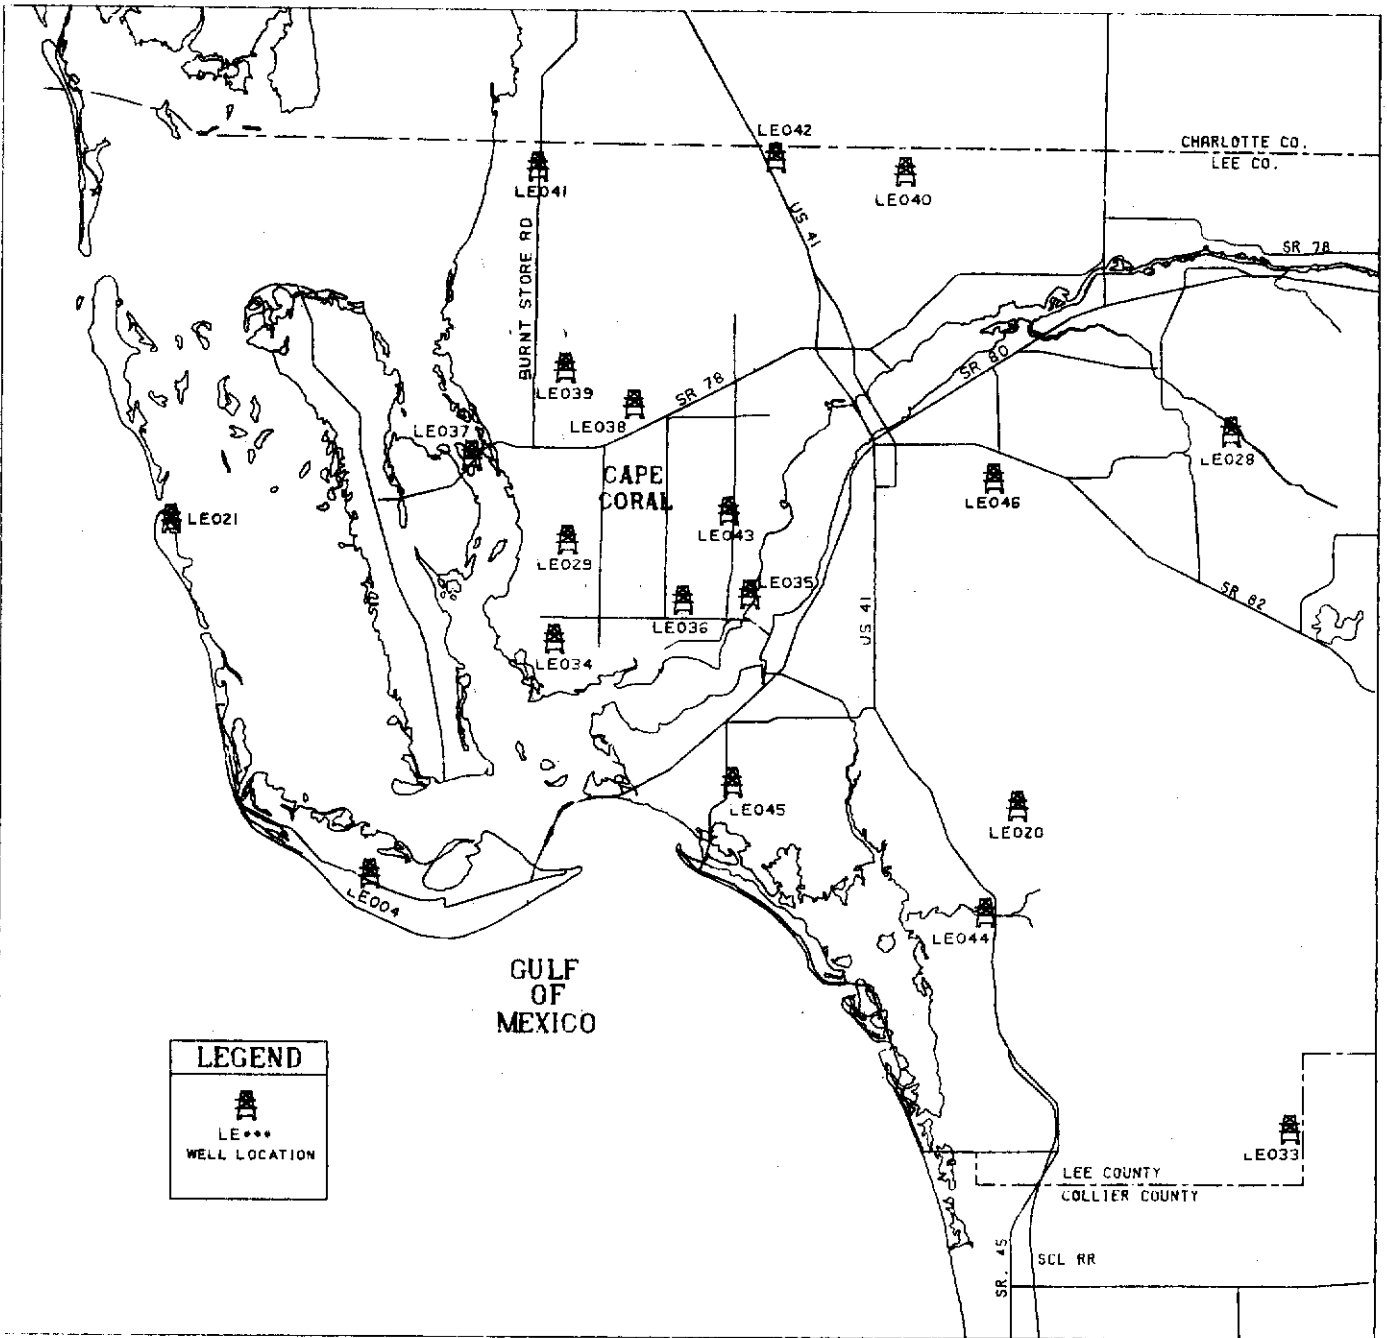 LE042
CHARLOTTE CO.
LEE CO.
LE041
LE040
US 41
BURNT STORE RD
SR 78
SR 80
LE039
SR 78
LE038
LE037
LE028
CAPE
CORAL
LE046
LE021
LE043
LE029
LE035
SR 82
LE036
US 41
LE034
LE045
LE020
LE004
LE044
GULF
OF
MEXICO
LEGEND
LE***
WELL LOCATION
LE033
LEE COUNTY
COLLIER COUNTY
SR. 45
SCL RR